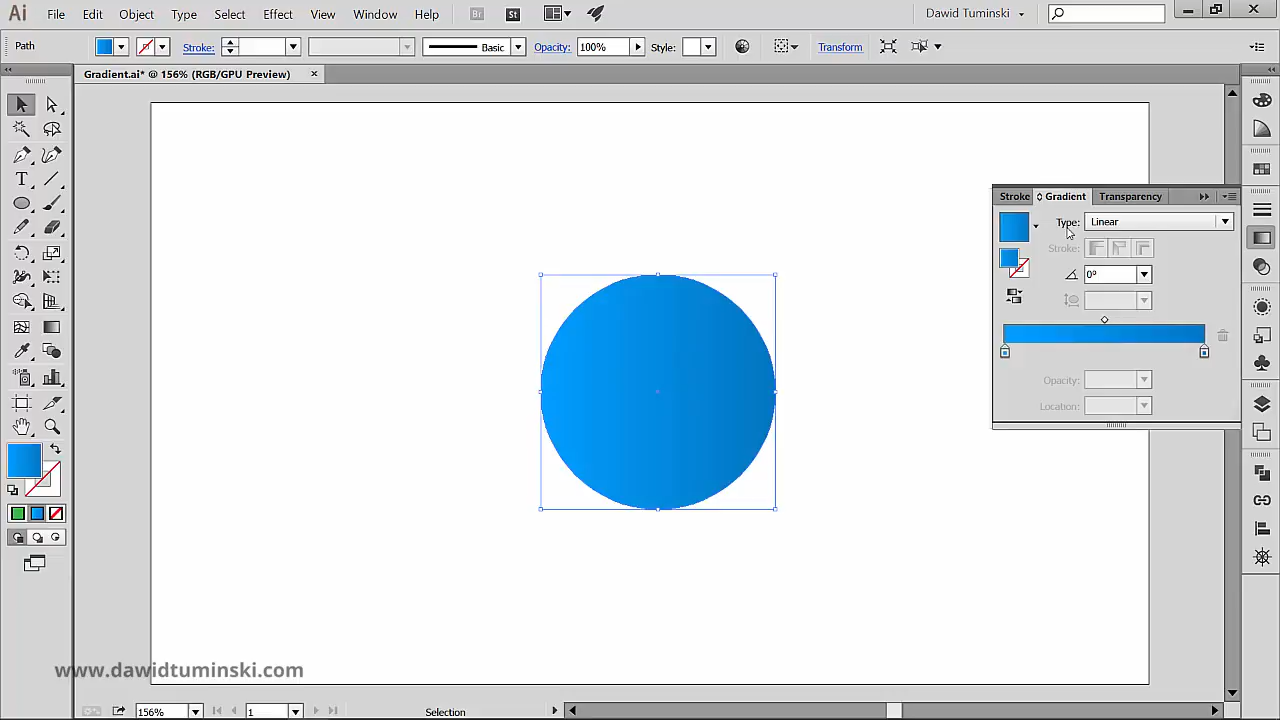 Ai File Edit Object Type Select Effect View Window Help Br St Dawid Tuminski
Path Stroke: Basic Opacity: 100% Style: Transform
Gradient.ai* @ 156% (RGB/GPU Preview)
Stroke Gradient Transparency
Type: Linear
Stroke:
0°
Opacity:
Location:
www.dawidtuminski.com
156% 1 Selection